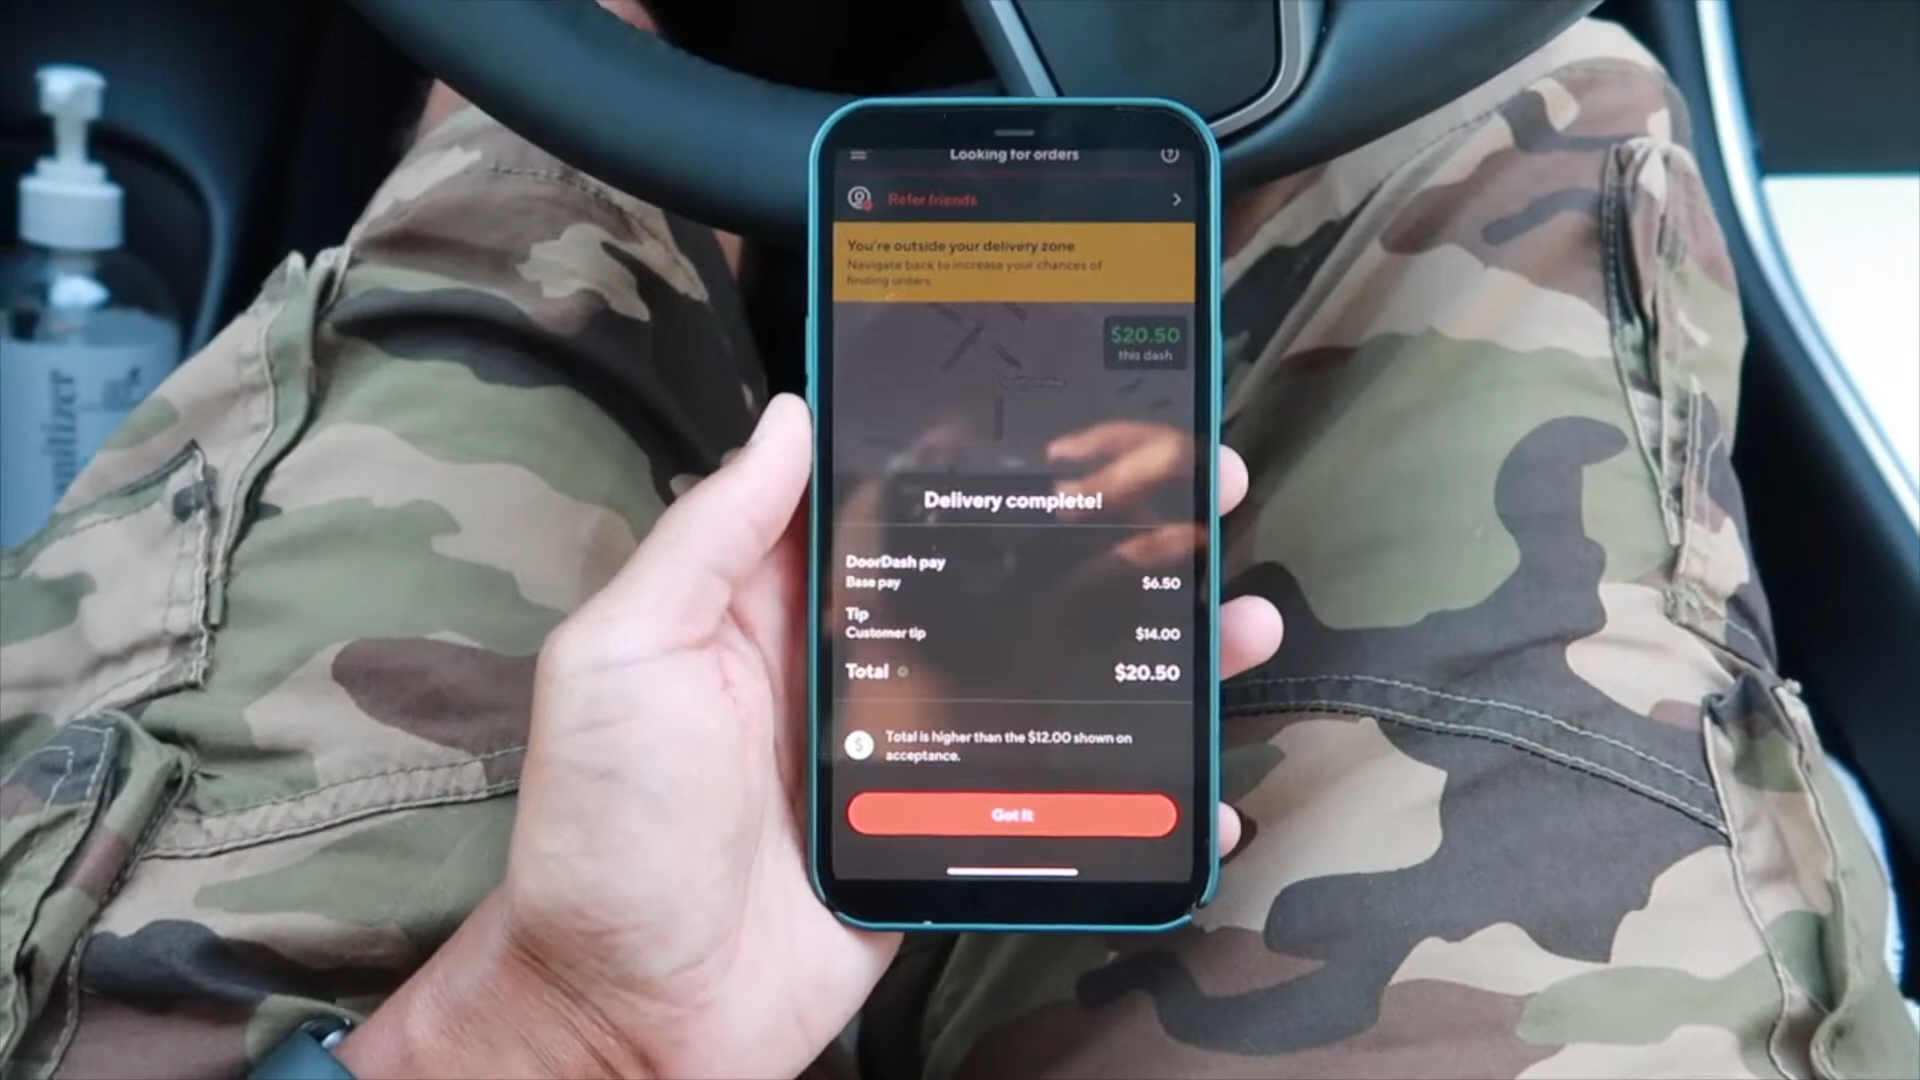 Looking for orders
Refer friends
You're outside your delivery zone
Navigate back to increase your chances of
finding orders
$20.50
this dash
Delivery complete!
DoorDash pay
Base pay $6.50
Tip
Customer tip $14.00
Total $20.50
$ Total is higher than the $12.00 shown on
acceptance.
Got it
nitizer